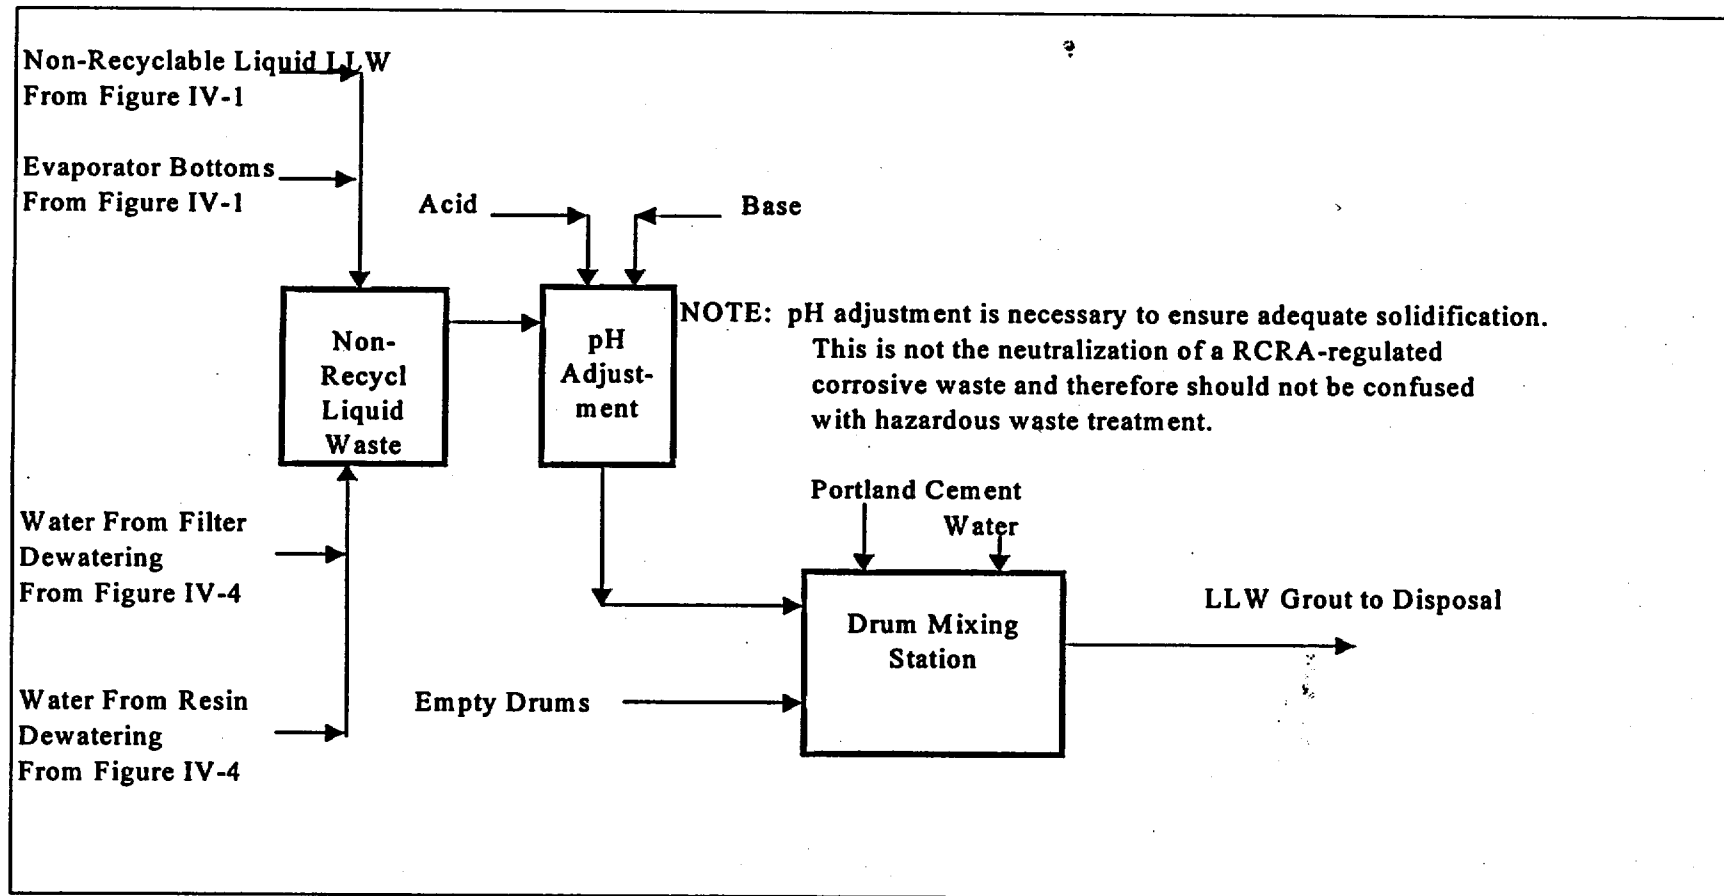 Non-Recyclable Liquid LLW
From Figure IV-1
Evaporator Bottoms
From Figure IV-1
Acid
Base
Non-
Recycl
Liquid
Waste
pH
Adjust-
ment
NOTE: pH adjustment is necessary to ensure adequate solidification.
This is not the neutralization of a RCRA-regulated
corrosive waste and therefore should not be confused
with hazardous waste treatment.
Water From Filter
Dewatering
From Figure IV-4
Portland Cement
Water
Drum Mixing
Station
LLW Grout to Disposal
Water From Resin
Dewatering
From Figure IV-4
Empty Drums